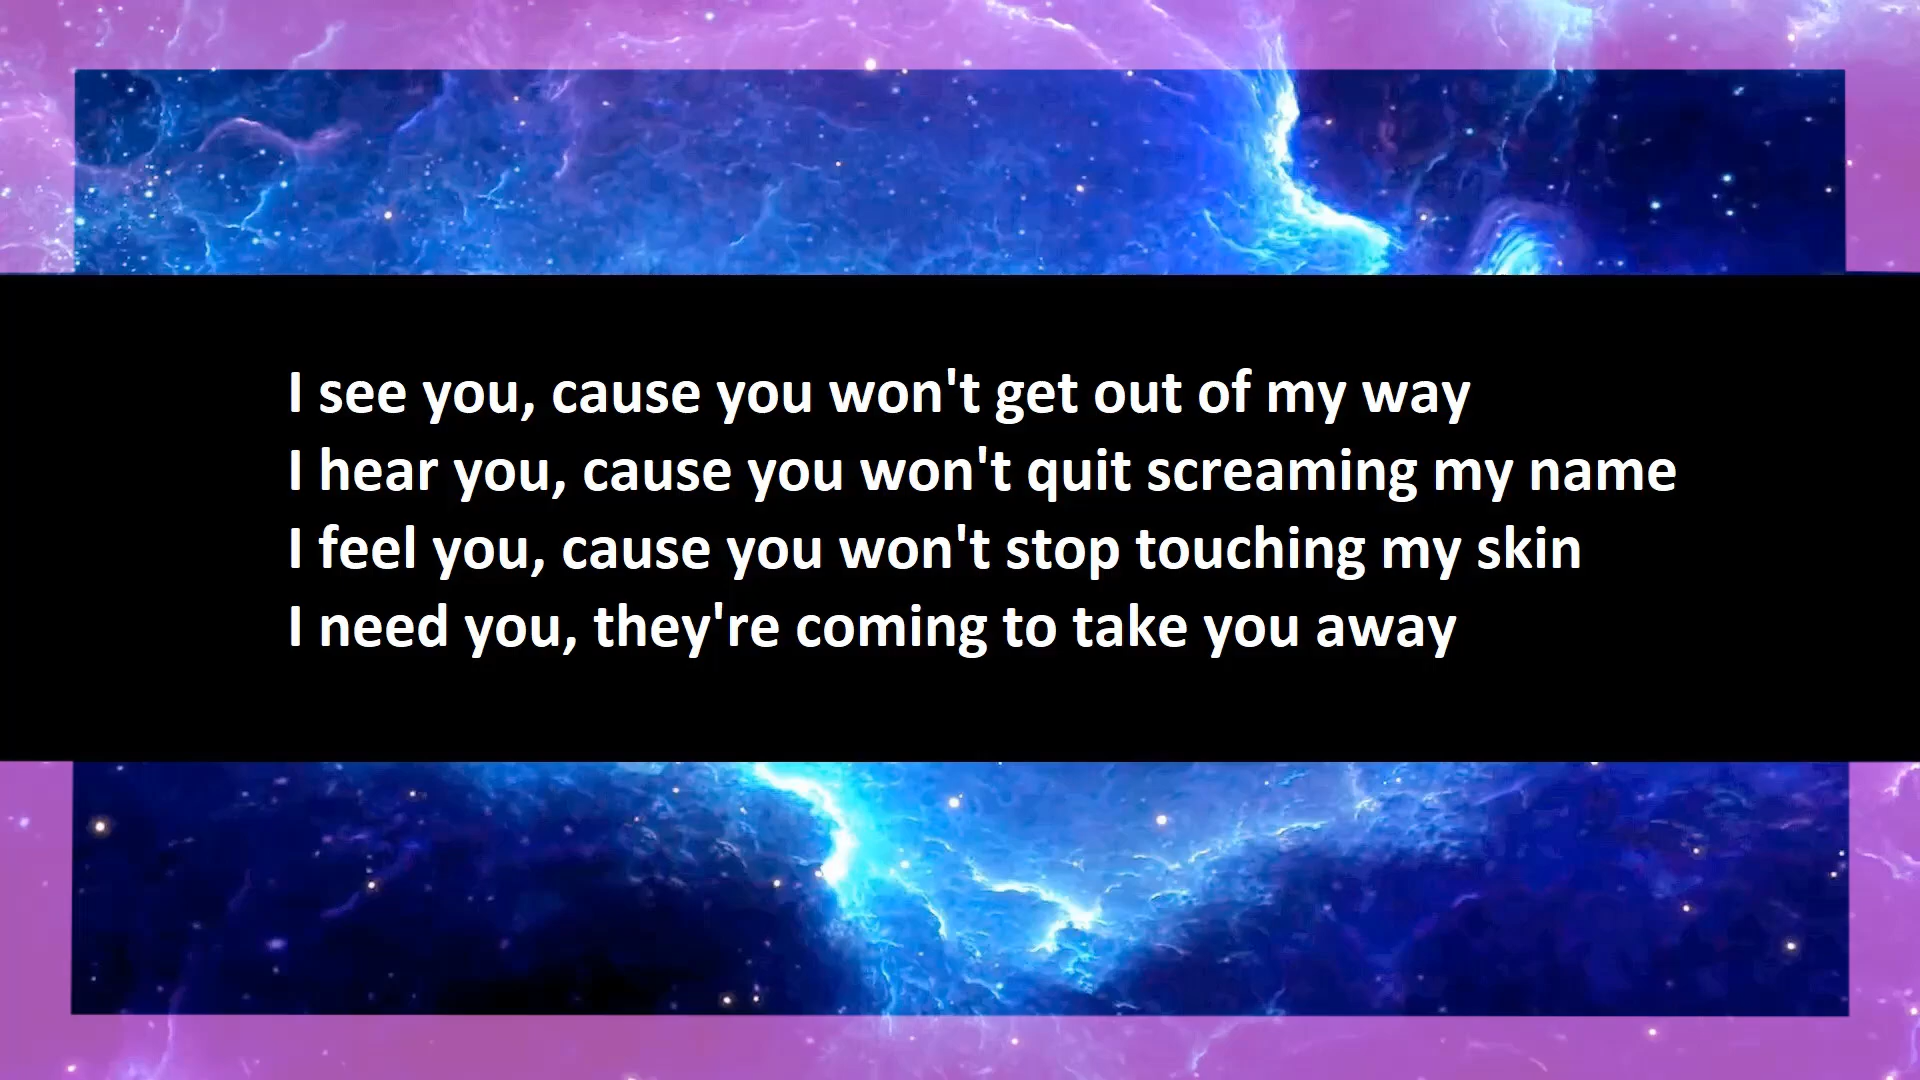 I see you, cause you won't get out of my way
I hear you, cause you won't quit screaming my name
I feel you, cause you won't stop touching my skin
I need you, they're coming to take you away